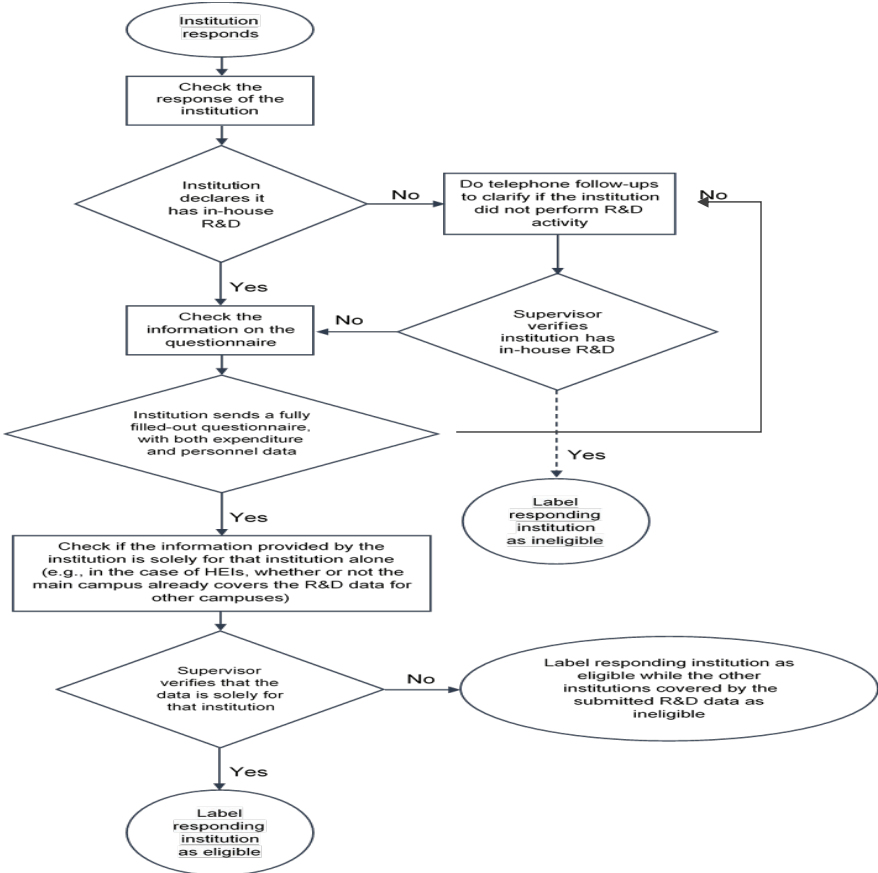 Institution
responds
Check the
response of the
institution
Institution
declares it
has in-house
R&D
No
Do telephone follow-ups
to clarify if the institution
did not perform R&D
activity
No
Yes
Check the
information on the
questionnaire
No
Supervisor
verifies
institution has
in-house R&D
Institution sends a fully
filled-out questionnaire,
with both expenditure
and personnel data
Yes
Label
responding
institution
as ineligible
Yes
Check if the information provided by the
institution is solely for that institution alone
(e.g., in the case of HEIs, whether or not the
main campus already covers the R&D data for
other campuses)
Supervisor
verifies that the
data is solely for
that institution
No
Label responding institution as
eligible while the other
institutions covered by the
submitted R&D data as
ineligible
Yes
Label
responding
institution
as eligible